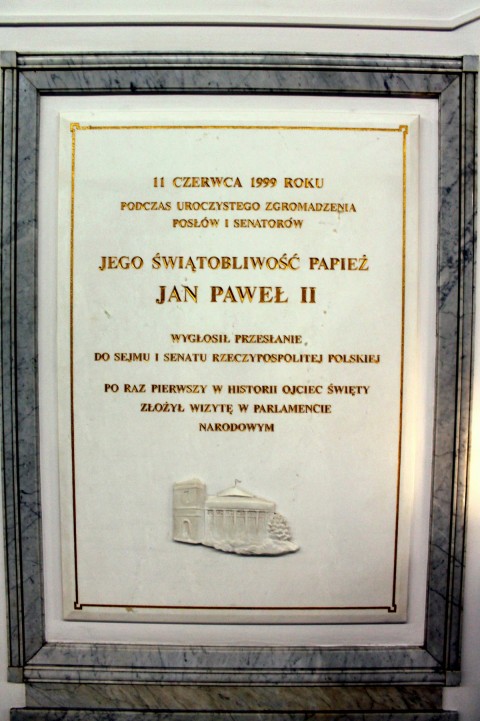 11 CZERWCA 1999 ROKU
PODCZAS UROCZYSTEGO ZGROMADZENIA
POSŁÓW I SENATORÓW
JEGO ŚWIĄTOBLIWOŚĆ PAPIEŻ
JAN PAWEŁ II
WYGŁOSIŁ PRZESŁANIE
DO SEJMU I SENATU RZECZYPOSPOLITEJ POLSKIEJ
PO RAZ PIERWSZY W HISTORII OJCIEC ŚWIĘTY
ZŁOŻYŁ WIZYTĘ W PARLAMENCIE
NARODOWYM